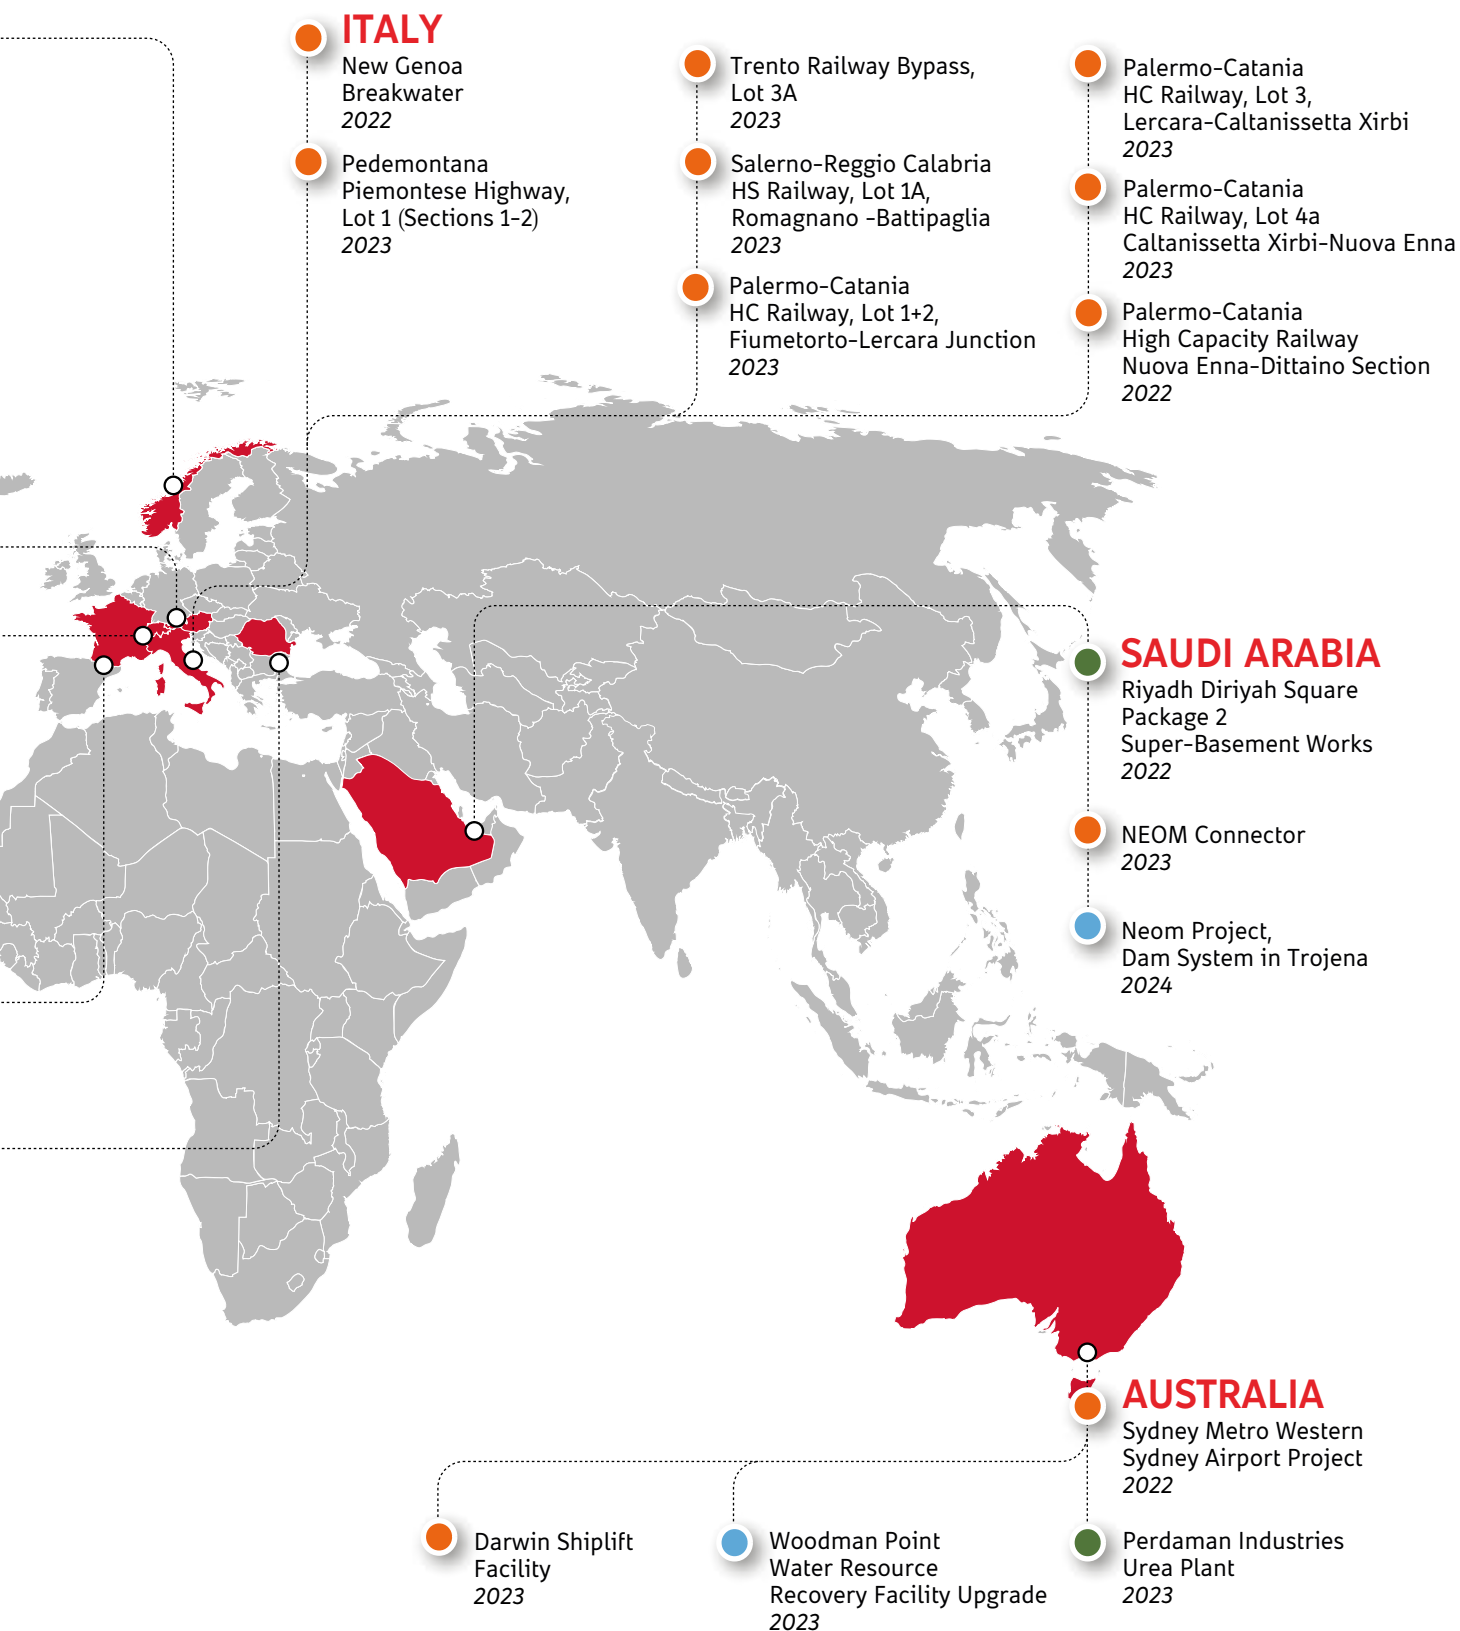 ITALY
New Genoa
Breakwater
2022
Pedemontana
Piemontese Highway,
Lot 1 (Sections 1-2)
2023
Trento Railway Bypass,
Lot 3A
2023
Salerno-Reggio Calabria
HS Railway, Lot 1A,
Romagnano -Battipaglia
2023
Palermo-Catania
HC Railway, Lot 1+2,
Fiumetorto-Lercara Junction
2023
Palermo-Catania
HC Railway, Lot 3,
Lercara-Caltanissetta Xirbi
2023
Palermo-Catania
HC Railway, Lot 4a
Caltanissetta Xirbi-Nuova Enna
2023
Palermo-Catania
High Capacity Railway
Nuova Enna-Dittaino Section
2022
SAUDI ARABIA
Riyadh Diriyah Square
Package 2
Super-Basement Works
2022
NEOM Connector
2023
Neom Project,
Dam System in Trojena
2024
AUSTRALIA
Sydney Metro Western
Sydney Airport Project
2022
Darwin Shiplift
Facility
2023
Woodman Point
Water Resource
Recovery Facility Upgrade
2023
Perdaman Industries
Urea Plant
2023